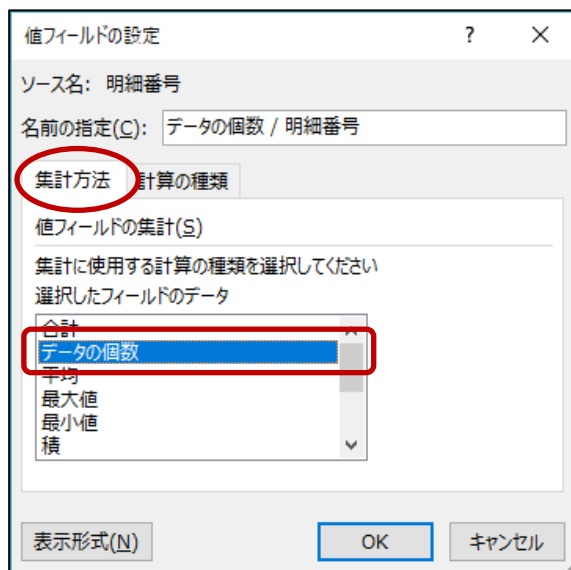 値フィールドの設定 ? ×
ソース名: 明細番号
名前の指定(C): データの個数 / 明細番号
集計方法 計算の種類
値フィールドの集計(S)
集計に使用する計算の種類を選択してください
選択したフィールドのデータ
合計
データの個数
平均
最大値
最小値
積
表示形式(N) OK キャンセル